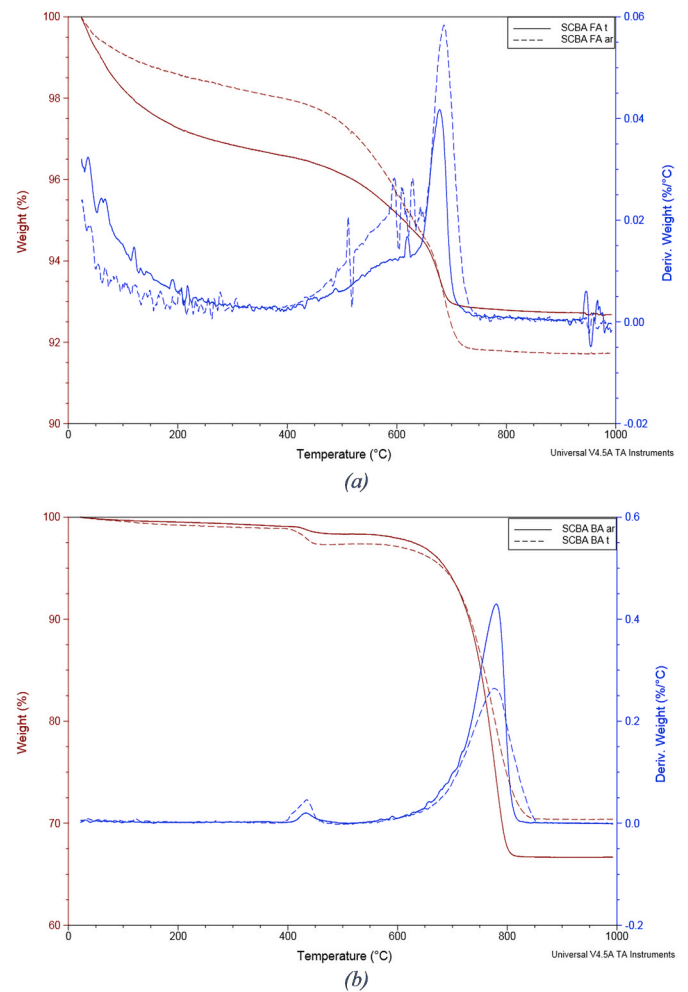 100
98
96
94
92
90
Weight (%)
0.06
0.04
0.02
0.00
-0.02
Deriv. Weight (%/°C)
SCBA FA t
SCBA FA ar
0
200
400
600
800
1000
Temperature (°C)
Universal V4.5A TA Instruments
(a)
100
90
80
70
60
Weight (%)
0.6
0.4
0.2
0.0
-0.2
Deriv. Weight (%/°C)
SCBA BA ar
SCBA BA t
0
200
400
600
800
1000
Temperature (°C)
Universal V4.5A TA Instruments
(b)